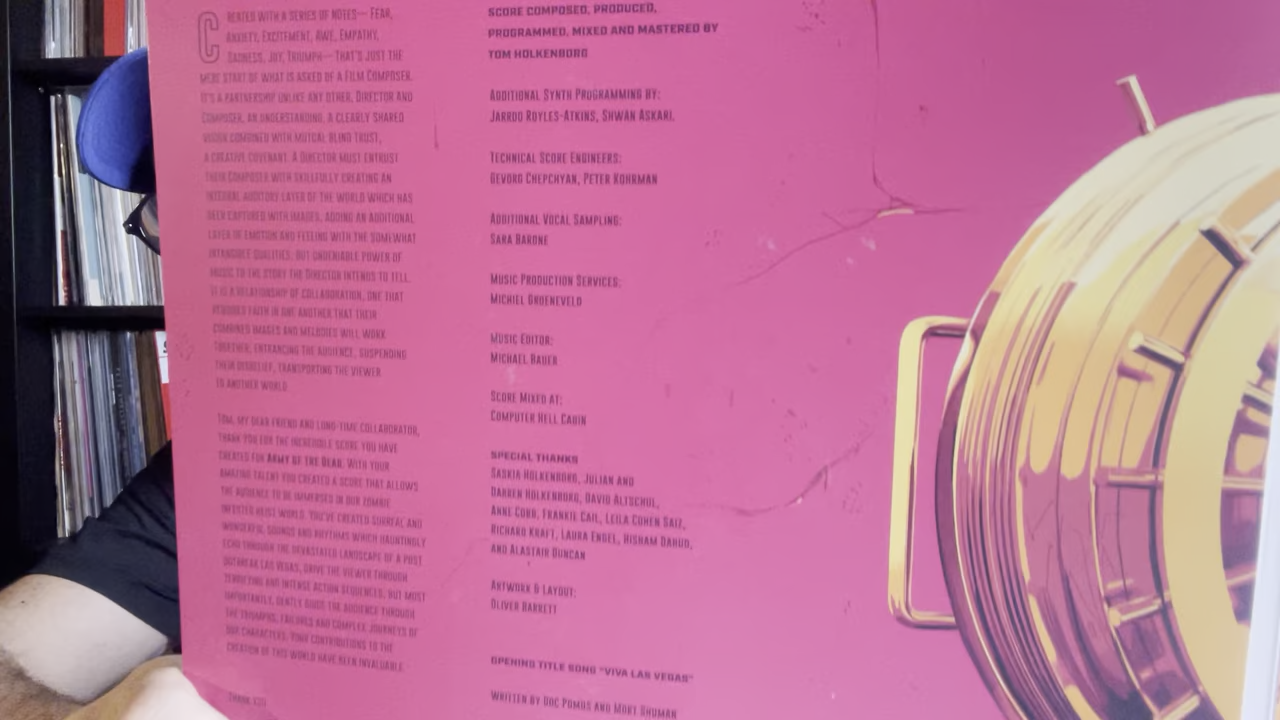 CREATED WITH A SERIES OF NOTES— FEAR,
ANXIETY, EXCITEMENT, AWE, EMPATHY,
SADNESS, JOY, TRIUMPH— THAT'S JUST THE
MERE START OF WHAT IS ASKED OF A FILM COMPOSER.
IT'S A PARTNERSHIP UNLIKE ANY OTHER, DIRECTOR AND
COMPOSER, AN UNDERSTANDING, A CLEARLY SHARED
VISION COMBINED WITH MUTUAL BLIND TRUST,
A CREATIVE COVENANT. A DIRECTOR MUST ENTRUST
THEIR COMPOSER WITH SKILLFULLY CREATING AN
INTEGRAL AUDITORY LAYER OF THE WORLD WHICH HAS
BEEN CAPTURED WITH IMAGES. ADDING AN ADDITIONAL
LAYER OF EMOTION AND FEELING WITH THE SOMEWHAT
INTANGIBLE QUALITIES, BUT UNDENIABLE POWER OF
MUSIC TO THE STORY THE DIRECTOR INTENDS TO TELL.
IT IS A RELATIONSHIP OF COLLABORATION, ONE THAT
REQUIRES FAITH IN ONE ANOTHER THAT THEIR
COMBINED IMAGES AND MELODIES WILL WORK
TOGETHER, ENTRANCING THE AUDIENCE, SUSPENDING
THEIR DISBELIEF, TRANSPORTING THE VIEWER
TO ANOTHER WORLD.
TOM, MY DEAR FRIEND AND LONG-TIME COLLABORATOR,
THANK YOU FOR THE INCREDIBLE SCORE YOU HAVE
CREATED FOR ARMY OF THE DEAD. WITH YOUR
AMAZING TALENT YOU CREATED A SCORE THAT ALLOWS
THE AUDIENCE TO BE IMMERSED IN OUR ZOMBIE
INFESTED HEIST WORLD. YOU'VE CREATED SURREAL AND
WONDERFUL SOUNDS AND RHYTHMS WHICH HAUNTINGLY
ECHO THROUGH THE DEVASTATED LANDSCAPE OF A POST
OUTBREAK LAS VEGAS, DRIVE THE VIEWER THROUGH
TERRIFYING AND INTENSE ACTION SEQUENCES, BUT MOST
IMPORTANTLY, GENTLY GUIDE THE AUDIENCE THROUGH
THE TRIUMPHS, FAILURES AND COMPLEX JOURNEYS OF
OUR CHARACTERS. YOUR CONTRIBUTIONS TO THE
CREATION OF THIS WORLD HAVE BEEN INVALUABLE.
SCORE COMPOSED, PRODUCED,
PROGRAMMED, MIXED AND MASTERED BY
TOM HOLKENBORG
ADDITIONAL SYNTH PROGRAMMING BY:
JARROD ROYLES-ATKINS, SHWAN ASKARI,
TECHNICAL SCORE ENGINEERS:
GEVORG CHEPCHYAN, PETER KOHRMAN
ADDITIONAL VOCAL SAMPLING:
SARA BARONE
MUSIC PRODUCTION SERVICES:
MICHIEL GROENEVELD
MUSIC EDITOR:
MICHAEL BAUER
SCORE MIXED AT:
COMPUTER HELL CABIN
SPECIAL THANKS
SASKIA HOLKENBORG, JULIAN AND
DARREN HOLKENBORG, DAVID ALTSCHUL,
ANNE CORR, FRANKIE CAIL, LEILA COHEN SAIZ,
RICHARD KRAFT, LAURA ENGEL, HISHAM DAHUD,
AND ALASTAIR DUNCAN
ARTWORK & LAYOUT:
OLIVER BARRETT
OPENING TITLE SONG "VIVA LAS VEGAS"
WRITTEN BY DOC POMUS AND MORT SHUMAN